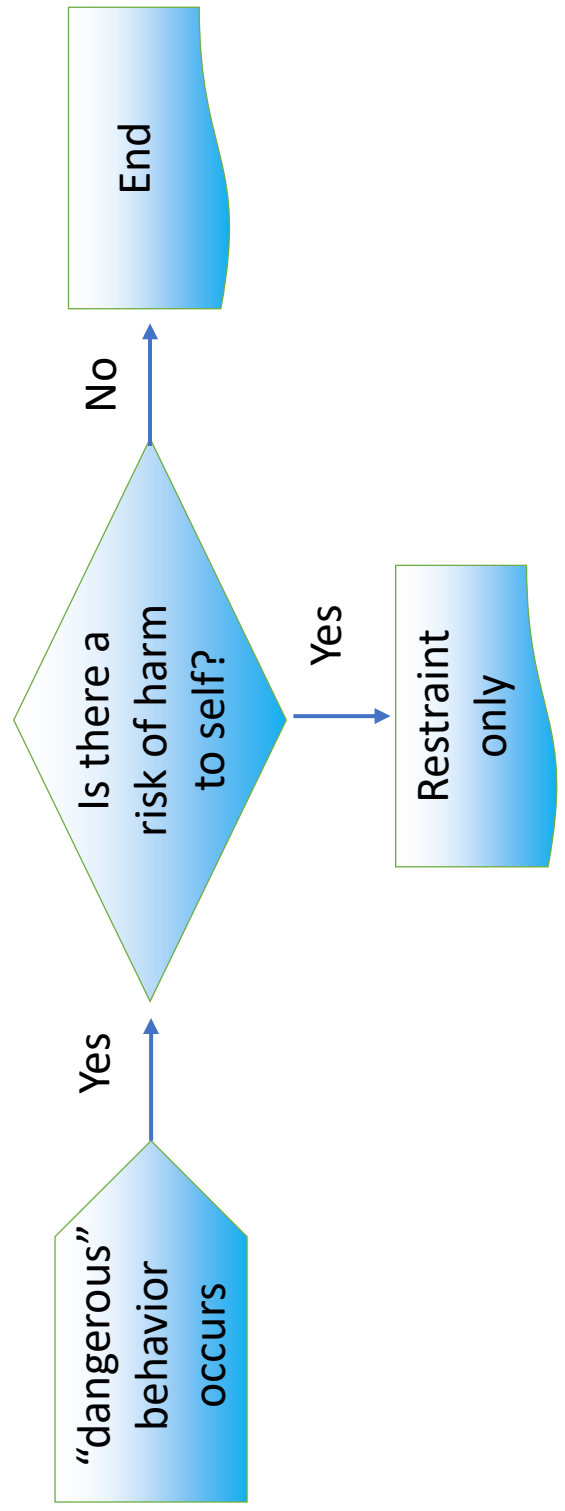 “dangerous”
behavior
occurs
Yes
Is there a
risk of harm
to self?
No
End
Yes
Restraint
only